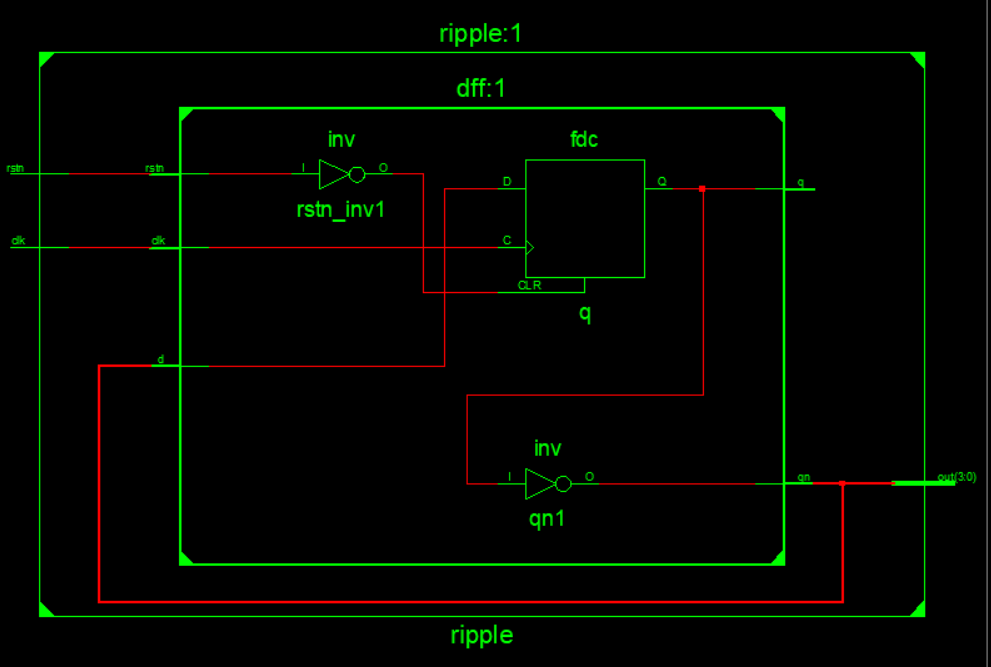 ripple:1
dff:1
inv
fdc
rstn
rstn
I
O
D
Q
q
rstn_inv1
clk
clk
C
CLR
q
d
inv
I
O
qn
out(3:0)
qn1
ripple